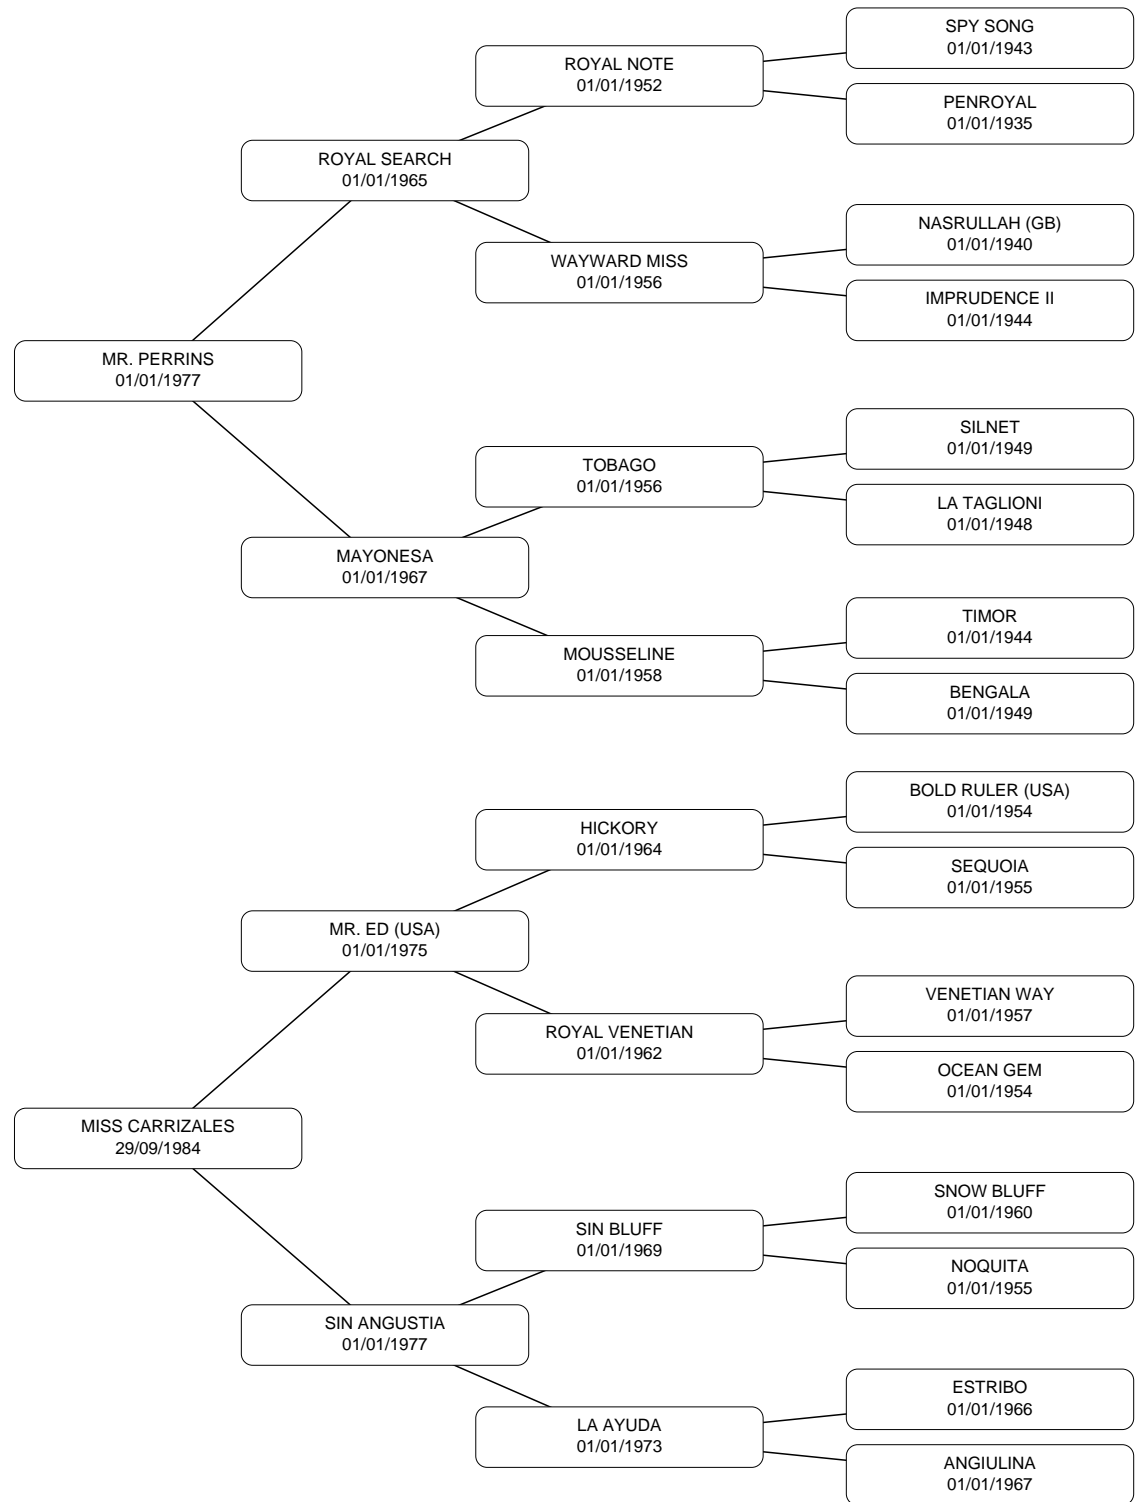 SPY SONG
01/01/1943
ROYAL NOTE
01/01/1952
PENROYAL
01/01/1935
ROYAL SEARCH
01/01/1965
NASRULLAH (GB)
01/01/1940
WAYWARD MISS
01/01/1956
IMPRUDENCE II
01/01/1944
MR. PERRINS
01/01/1977
SILNET
01/01/1949
TOBAGO
01/01/1956
LA TAGLIONI
01/01/1948
MAYONESA
01/01/1967
TIMOR
01/01/1944
MOUSSELINE
01/01/1958
BENGALA
01/01/1949
BOLD RULER (USA)
01/01/1954
HICKORY
01/01/1964
SEQUOIA
01/01/1955
MR. ED (USA)
01/01/1975
VENETIAN WAY
01/01/1957
ROYAL VENETIAN
01/01/1962
OCEAN GEM
01/01/1954
MISS CARRIZALES
29/09/1984
SNOW BLUFF
01/01/1960
SIN BLUFF
01/01/1969
NOQUITA
01/01/1955
SIN ANGUSTIA
01/01/1977
ESTRIBO
01/01/1966
LA AYUDA
01/01/1973
ANGIULINA
01/01/1967